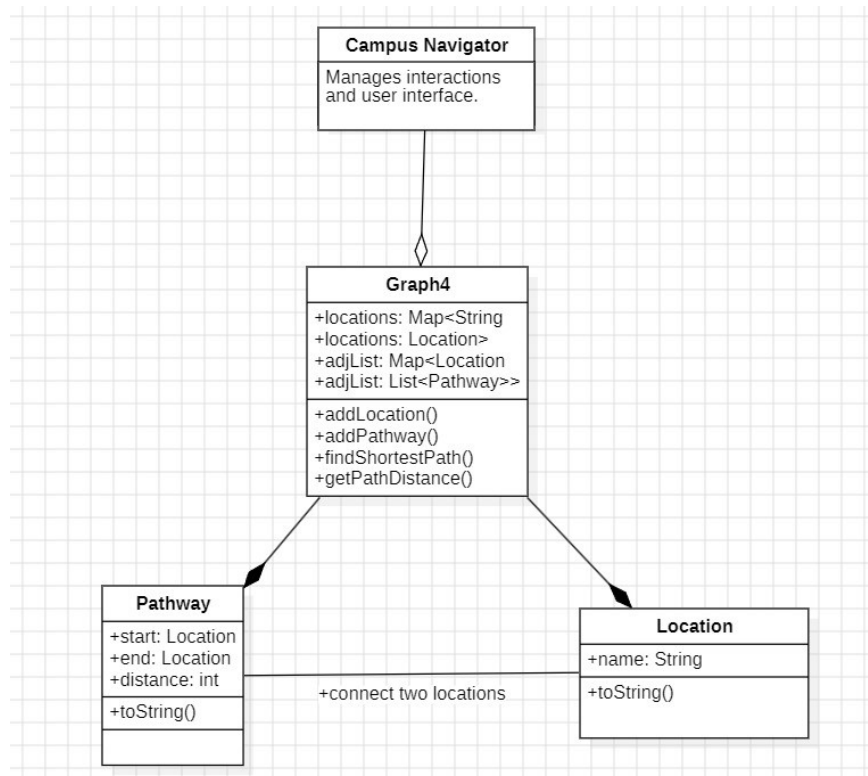 Campus Navigator
Manages interactions
and user interface.
Graph4
+locations: Map<String
+locations: Location>
+adjList: Map<Location
+adjList: List<Pathway>>
+addLocation()
+addPathway()
+findShortestPath()
+getPathDistance()
Pathway
+start: Location
+end: Location
+distance: int
+toString()
+connect two locations
Location
+name: String
+toString()